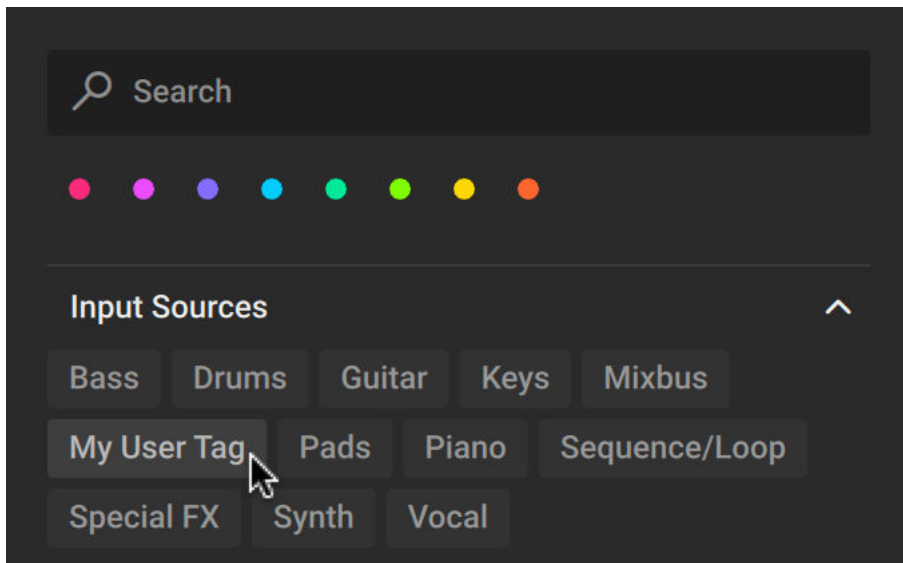 Search
Input Sources
Bass Drums Guitar Keys Mixbus
My User Tag Pads Piano Sequence/Loop
Special FX Synth Vocal